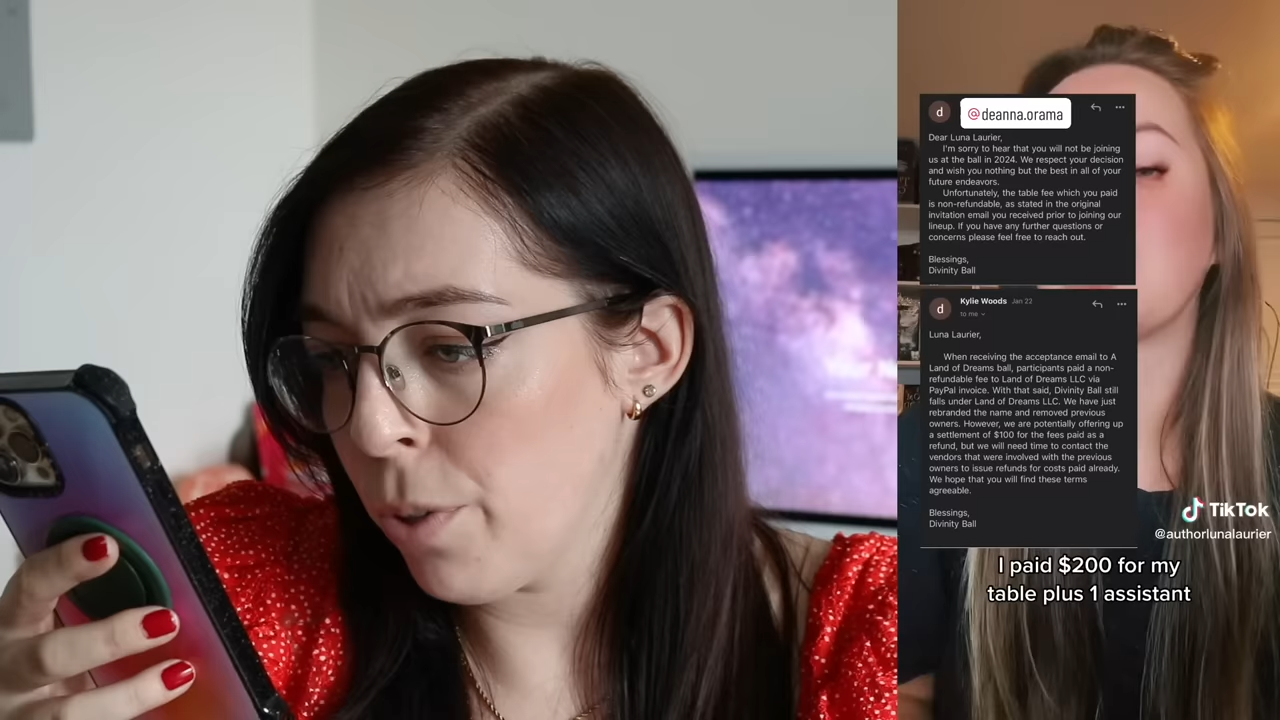 d
@deanna.orama
Dear Luna Laurier,
I'm sorry to hear that you will not be joining
us at the ball in 2024. We respect your decision
and wish you nothing but the best in all of your
future endeavors.
Unfortunately, the table fee which you paid
is non-refundable, as stated in the original
invitation email you received prior to joining our
lineup. If you have any further questions or
concerns please feel free to reach out.
Blessings,
Divinity Ball
d
Kylie Woods Jan 22
to me
Luna Laurier,
When receiving the acceptance email to A
Land of Dreams ball, participants paid a non-
refundable fee to Land of Dreams LLC via
PayPal invoice. With that said, Divinity Ball still
falls under Land of Dreams LLC. We have just
rebranded the name and removed previous
owners. However, we are potentially offering up
a settlement of $100 for the fees paid as a
refund, but we will need time to contact the
vendors that were involved with the previous
owners to issue refunds for costs paid already.
We hope that you will find these terms
agreeable.
Blessings,
Divinity Ball
TikTok
@authorlunalaurier
I paid $200 for my
table plus 1 assistant